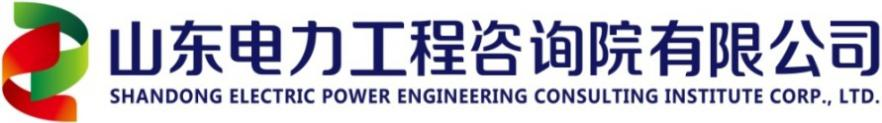 山东电力工程咨询院有限公司
SHANDONG ELECTRIC POWER ENGINEERING CONSULTING INSTITUTE CORP., LTD.